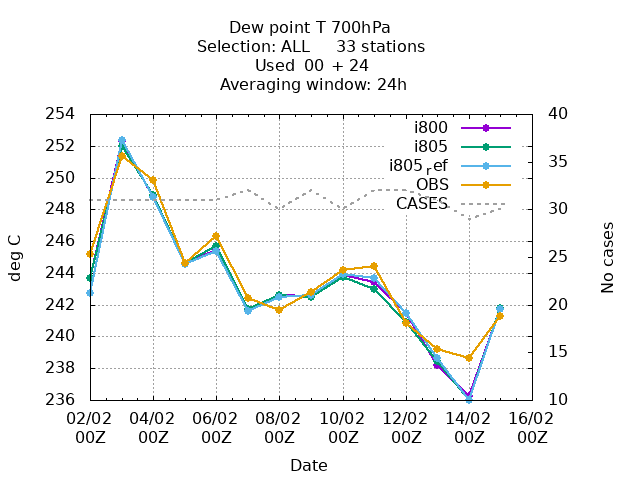 Dew point T 700hPa
Selection: ALL 33 stations
Used 00 + 24
Averaging window: 24h
254
252
250
248
246
244
242
240
238
236
deg C
40
35
30
25
20
15
10
No cases
i800
i805
i805ref
OBS
CASES
02/02 04/02 06/02 08/02 10/02 12/02 14/02 16/02
00Z 00Z 00Z 00Z 00Z 00Z 00Z 00Z
Date